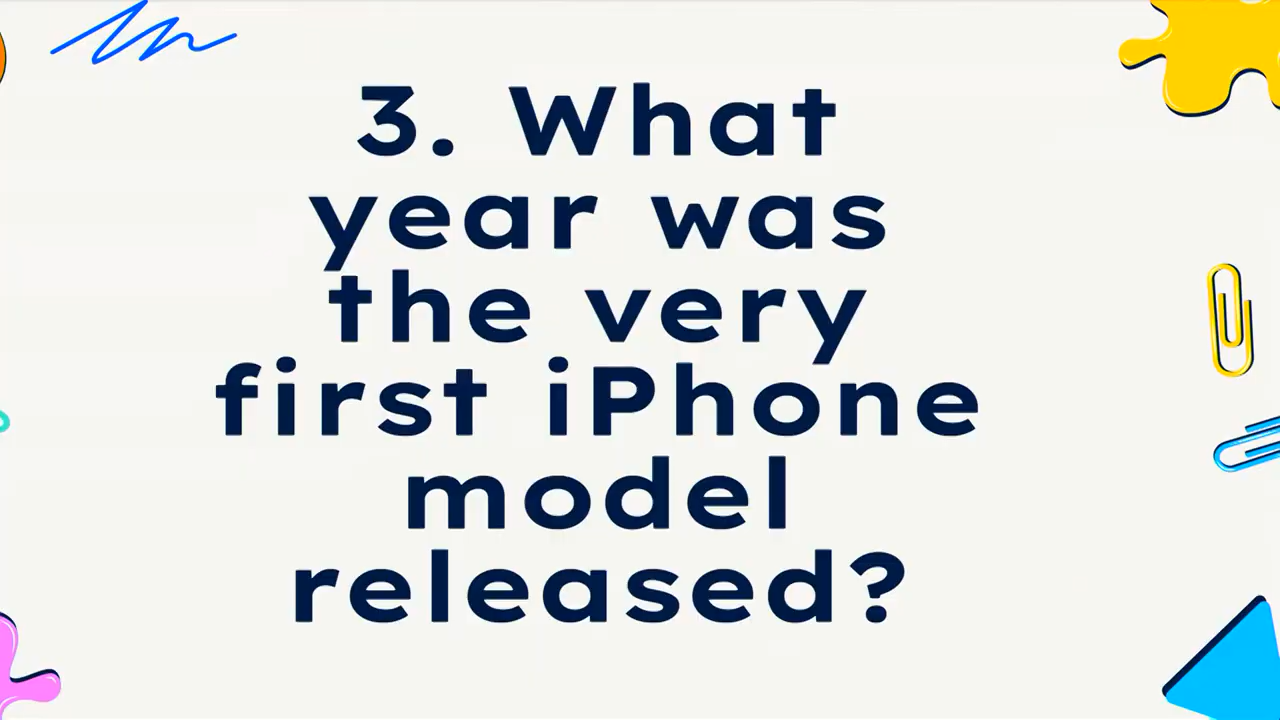 3. What
year was
the very
first iPhone
model
released?